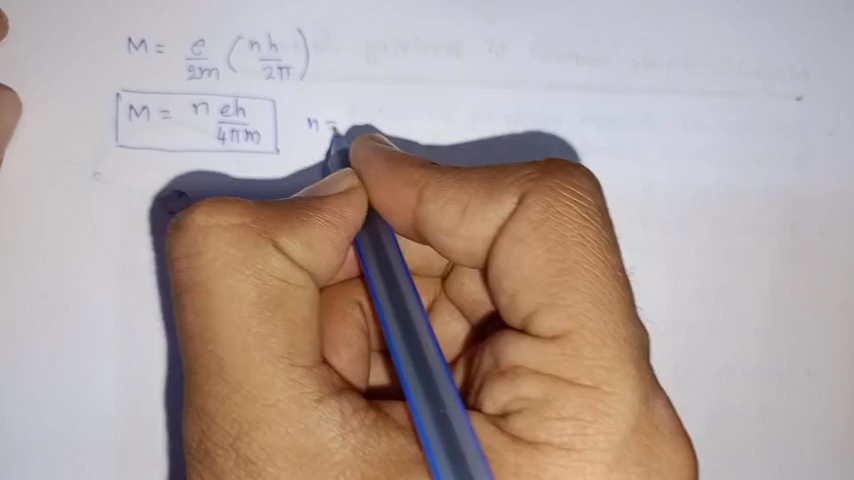 M = e/2m (nh/2π)
M = n eh/4πm n =